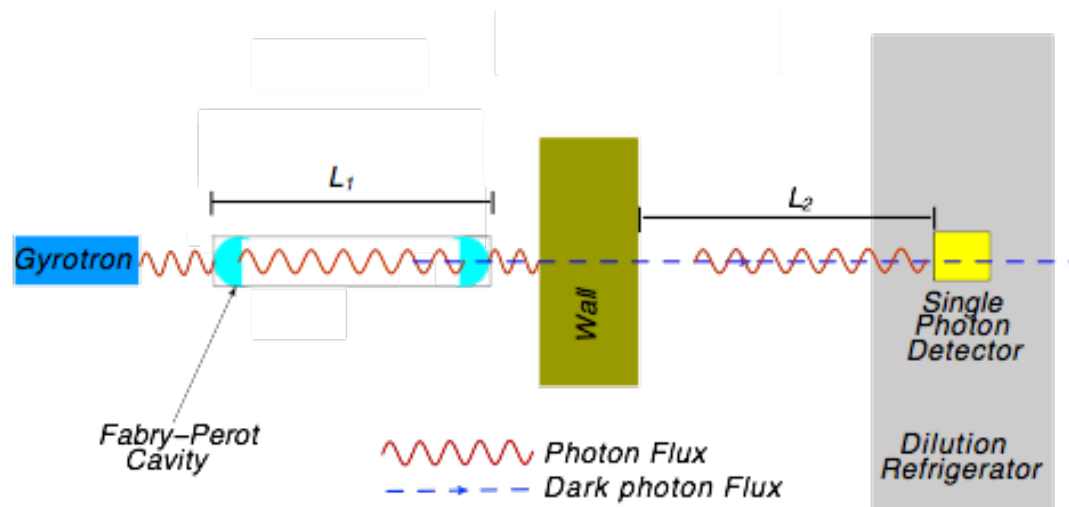 L₁
L₂
Gyrotron
Wall
Single
Photon
Detector
Fabry–Perot
Cavity
Photon Flux
Dark photon Flux
Dilution
Refrigerator